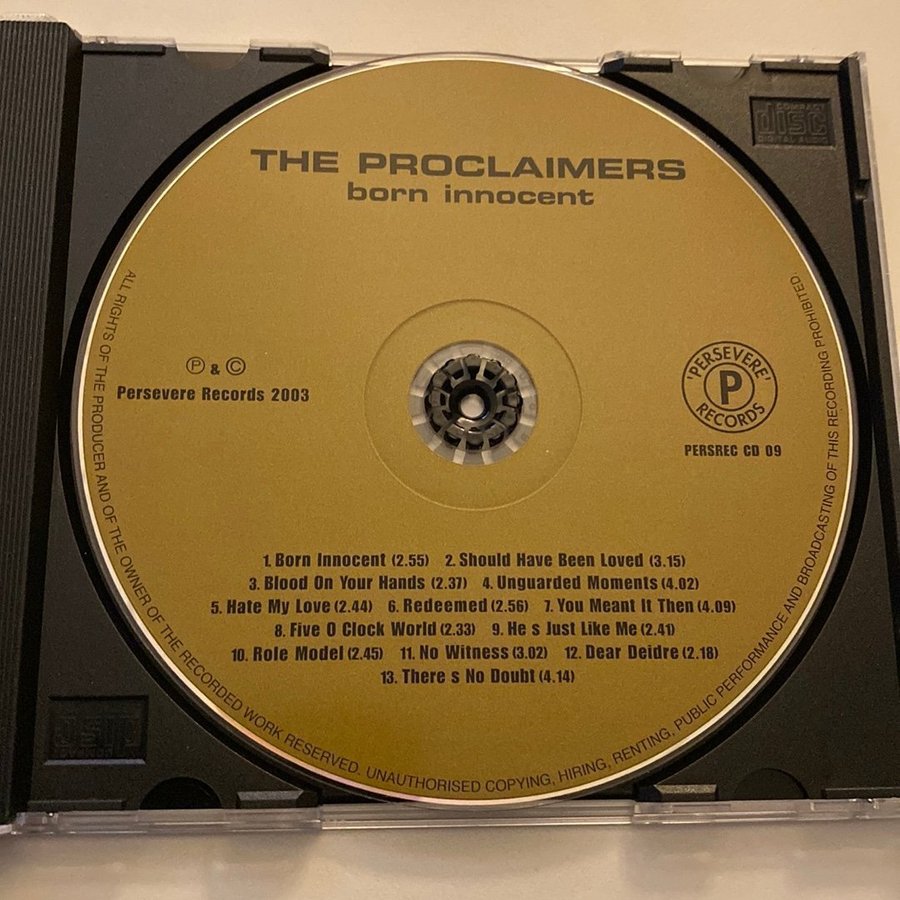 COMPACT
disc
DIGITAL AUDIO
THE PROCLAIMERS
born innocent
Ⓟ & ©
Persevere Records 2003
'PERSEVERE'
P
RECORDS
PERSREC CD 09
1. Born Innocent (2.55) 2. Should Have Been Loved (3.15)
3. Blood On Your Hands (2.37) 4. Unguarded Moments (4.02)
5. Hate My Love (2.44) 6. Redeemed (2.56) 7. You Meant It Then (4.09)
8. Five O Clock World (2.33) 9. He s Just Like Me (2.41)
10. Role Model (2.45) 11. No Witness (3.02) 12. Dear Deidre (2.18)
13. There s No Doubt (4.14)
ALL RIGHTS OF THE PRODUCER AND OF THE OWNER OF THE RECORDED WORK RESERVED. UNAUTHORISED COPYING, HIRING, RENTING, PUBLIC PERFORMANCE AND BROADCASTING OF THIS RECORDING PROHIBITED.